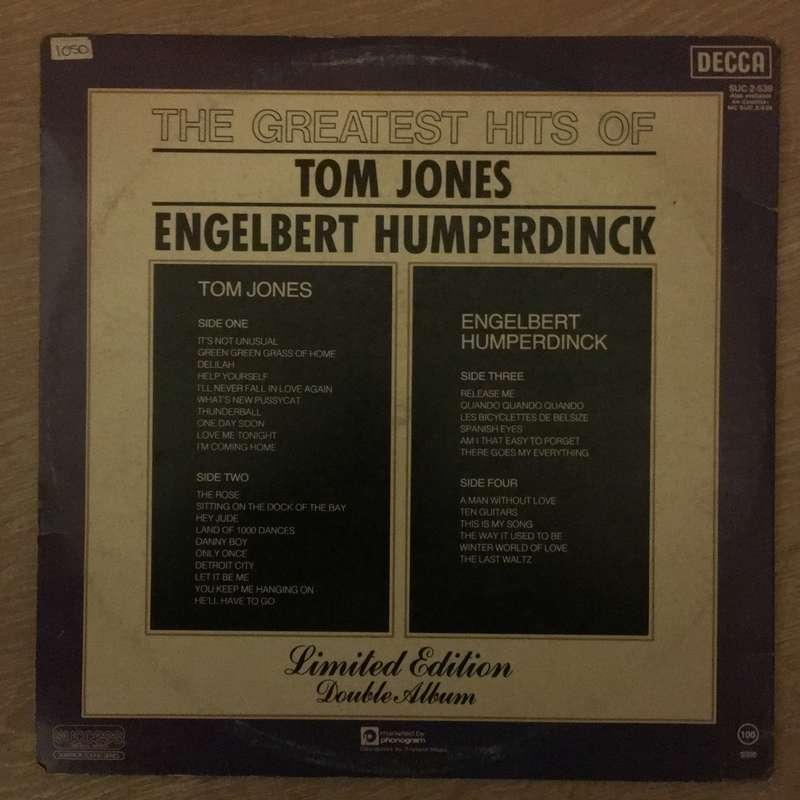 1050
DECCA
SUC 2-539
THE GREATEST HITS OF
TOM JONES
ENGELBERT HUMPERDINCK
TOM JONES
SIDE ONE
IT'S NOT UNUSUAL
GREEN GREEN GRASS OF HOME
DELILAH
HELP YOURSELF
I'LL NEVER FALL IN LOVE AGAIN
WHAT'S NEW PUSSYCAT
THUNDERBALL
ONE DAY SOON
LOVE ME TONIGHT
I'M COMING HOME
SIDE TWO
THE ROSE
SITTING ON THE DOCK OF THE BAY
HEY JUDE
LAND OF 1000 DANCES
DANNY BOY
ONLY ONCE
DETROIT CITY
LET IT BE ME
YOU KEEP ME HANGING ON
HE'LL HAVE TO GO
ENGELBERT
HUMPERDINCK
SIDE THREE
RELEASE ME
QUANDO QUANDO QUANDO
LES BICYCLETTES DE BELSIZE
SPANISH EYES
AM I THAT EASY TO FORGET
THERE GOES MY EVERYTHING
SIDE FOUR
A MAN WITHOUT LOVE
TEN GUITARS
THIS IS MY SONG
THE WAY IT USED TO BE
WINTER WORLD OF LOVE
THE LAST WALTZ
Limited Edition
Double Album
SUCCESS
marketed by
phonogram
106